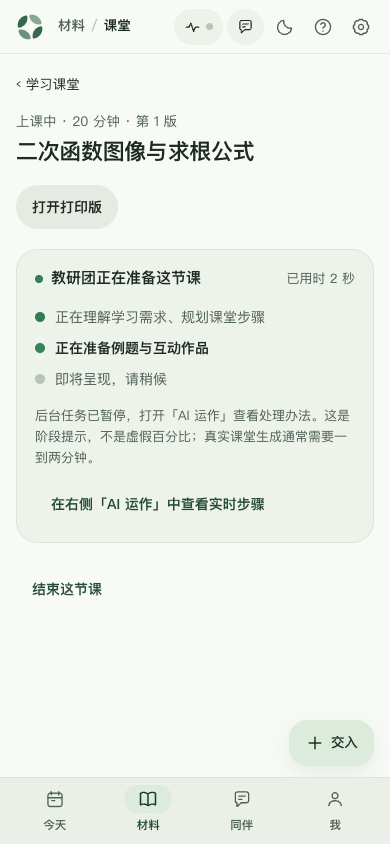 材料 / 课堂
‹ 学习课堂
上课中 · 20 分钟 · 第 1 版
二次函数图像与求根公式
打开打印版
教研团正在准备这节课 已用时 2 秒
正在理解学习需求、规划课堂步骤
正在准备例题与互动作品
即将呈现，请稍候
后台任务已暂停，打开「AI 运作」查看处理办法。这是
阶段提示，不是虚假百分比；真实课堂生成通常需要一
到两分钟。
在右侧「AI 运作」中查看实时步骤
结束这节课
交入
今天 材料 同伴 我